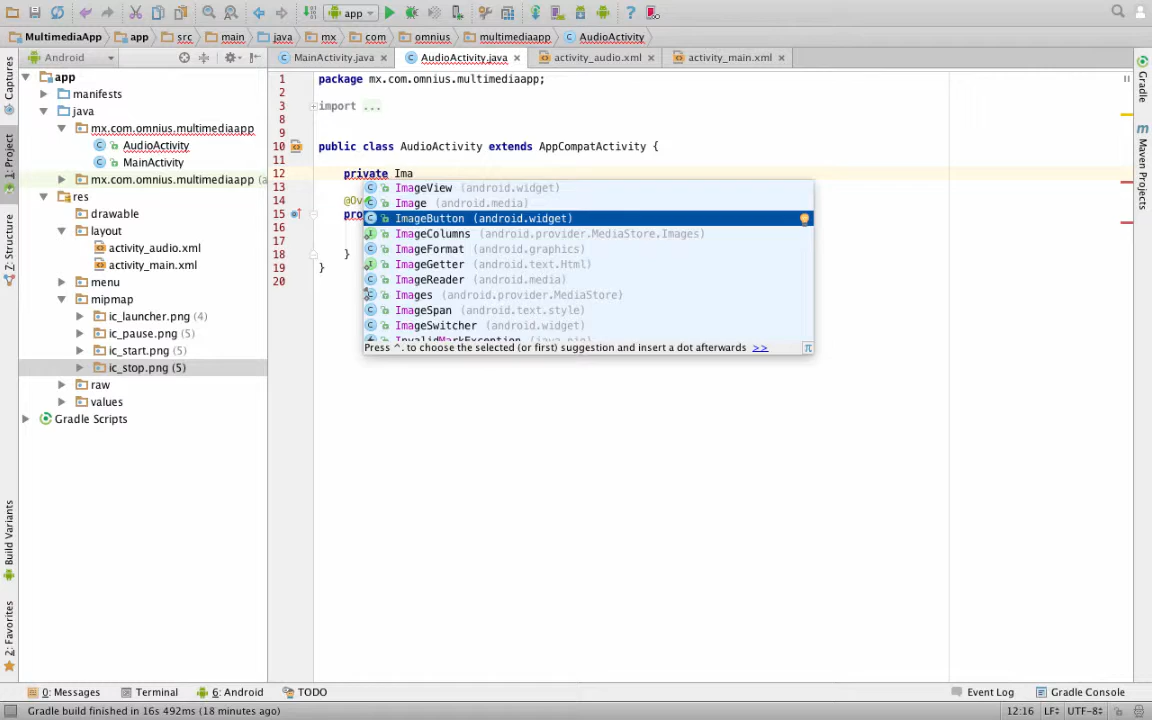 app
MultimediaApp app src main java mx com omnius multimediaapp AudioActivity
Android
MainActivity.java AudioActivity.java activity_audio.xml activity_main.xml
Captures
1: Project
Z: Structure
Build Variants
2: Favorites
app
manifests
java
mx.com.omnius.multimediaapp
AudioActivity
MainActivity
mx.com.omnius.multimediaapp (a
res
drawable
layout
activity_audio.xml
activity_main.xml
menu
mipmap
ic_launcher.png (4)
ic_pause.png (5)
ic_start.png (5)
ic_stop.png (5)
raw
values
Gradle Scripts
1 package mx.com.omnius.multimediaapp;
2
3 import ...
8
9
10 public class AudioActivity extends AppCompatActivity {
11
12 private Ima
13
14 @Ov
15 pro
16
17
18 }
19 }
20
ImageView (android.widget)
Image (android.media)
ImageButton (android.widget)
ImageColumns (android.provider.MediaStore.Images)
ImageFormat (android.graphics)
ImageGetter (android.text.Html)
ImageReader (android.media)
Images (android.provider.MediaStore)
ImageSpan (android.text.style)
ImageSwitcher (android.widget)
InvalidMarkException (java.nio)
Press ^. to choose the selected (or first) suggestion and insert a dot afterwards >> π
Gradle
m Maven Projects
0: Messages Terminal 6: Android TODO Event Log Gradle Console
Gradle build finished in 16s 492ms (18 minutes ago) 12:16 LF UTF-8